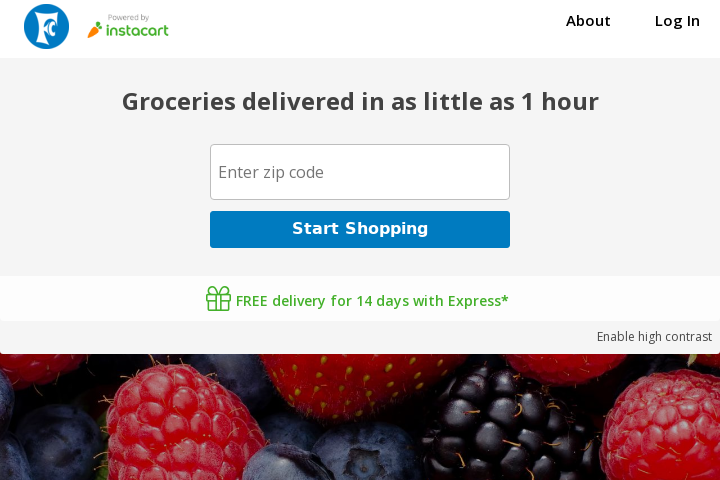 FC
Powered by
instacart
About
Log In
Groceries delivered in as little as 1 hour
Enter zip code
Start Shopping
FREE delivery for 14 days with Express*
Enable high contrast